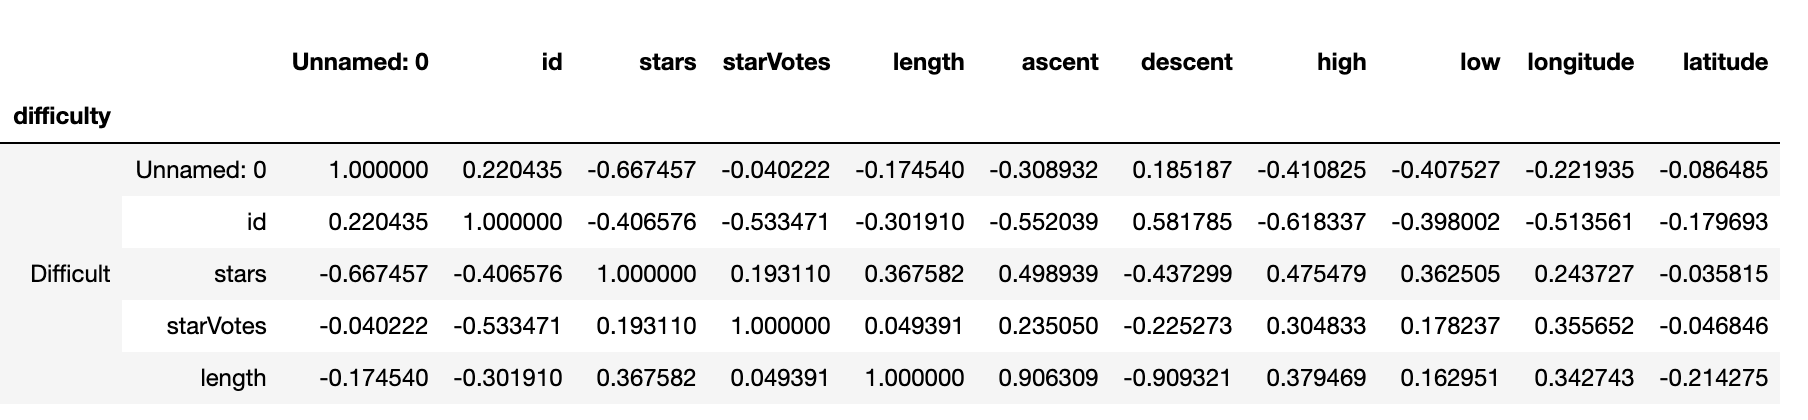 Unnamed: 0 id stars starVotes length ascent descent high low longitude latitude
difficulty
Unnamed: 0 1.000000 0.220435 -0.667457 -0.040222 -0.174540 -0.308932 0.185187 -0.410825 -0.407527 -0.221935 -0.086485
id 0.220435 1.000000 -0.406576 -0.533471 -0.301910 -0.552039 0.581785 -0.618337 -0.398002 -0.513561 -0.179693
Difficult stars -0.667457 -0.406576 1.000000 0.193110 0.367582 0.498939 -0.437299 0.475479 0.362505 0.243727 -0.035815
starVotes -0.040222 -0.533471 0.193110 1.000000 0.049391 0.235050 -0.225273 0.304833 0.178237 0.355652 -0.046846
length -0.174540 -0.301910 0.367582 0.049391 1.000000 0.906309 -0.909321 0.379469 0.162951 0.342743 -0.214275